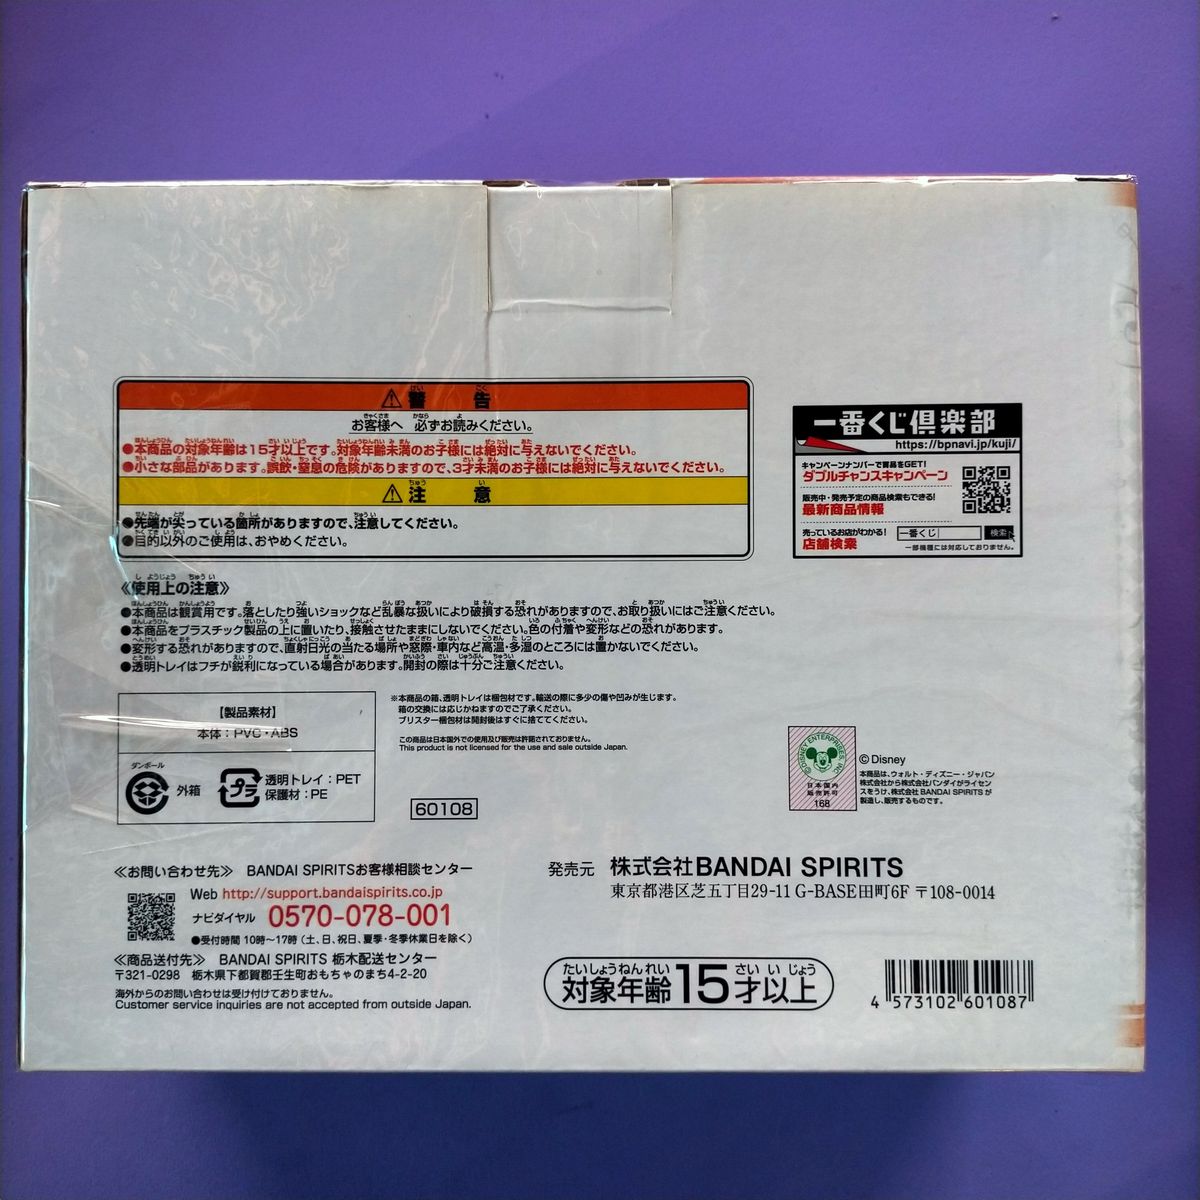 ⚠警告
お客様へ 必ずお読みください。
●本商品の対象年齢は15才以上です。対象年齢未満のお子様には絶対に与えないでください。
●小さな部品があります。誤飲・窒息の危険がありますので、3才未満のお子様には絶対に与えないでください。
⚠注意
●先端が尖っている箇所がありますので、注意してください。
●目的以外のご使用は、おやめください。
一番くじ倶楽部
https://bpnavi.jp/kuji/
キャンペーンナンバーで賞品をGET!
ダブルチャンスキャンペーン
販売中・発売予定の商品検索もできる!
最新商品情報
売っているお店がわかる!
店舗検索
一番くじ 検索
一部機種には対応しておりません。
《使用上の注意》
●本商品は観賞用です。落としたり強いショックなど乱暴な扱いにより破損する恐れがありますので、お取り扱いにはご注意ください。
●本商品をプラスチック製品の上に置いたり、接触させたままにしないでください。色の付着や変形などの恐れがあります。
●変形する恐れがありますので、直射日光の当たる場所や窓際・車内など高温・多湿のところには置かないでください。
●透明トレイはフチが鋭利になっている場合があります。開封の際は十分ご注意ください。
【製品素材】
本体:PVC・ABS
ダンボール
外箱
プラ
透明トレイ:PET
保護材:PE
※本商品の箱、透明トレイは梱包材です。輸送の際に多少の傷や凹みが生じます。
箱の交換には応じかねますのでご了承ください。
ブリスター梱包材は開封後はすぐに捨ててください。
この商品は日本国外での使用及び販売は許諾されておりません。
This product is not licensed for the use and sale outside Japan.
60108
©DISNEY ENTERPRISES, INC.
日本国内
販売許可
168
©Disney
本商品は、ウォルト・ディズニー・ジャパン
株式会社から株式会社バンダイがライセン
スをうけ、株式会社BANDAI SPIRITSが
製造し、販売するものです。
≪お問い合わせ先≫ BANDAI SPIRITSお客様相談センター
Web http://support.bandaispirits.co.jp
ナビダイヤル 0570-078-001
●受付時間 10時~17時(土、日、祝日、夏季・冬季休業日を除く)
≪商品送付先≫ BANDAI SPIRITS 栃木配送センター
〒321-0298 栃木県下都賀郡壬生町おもちゃのまち4-2-20
海外からのお問い合わせは受け付けておりません。
Customer service inquiries are not accepted from outside Japan.
発売元 株式会社BANDAI SPIRITS
東京都港区芝五丁目29-11 G-BASE田町6F 〒108-0014
たいしょうねんれい さいいじょう
対象年齢15才以上
4 573102 601087